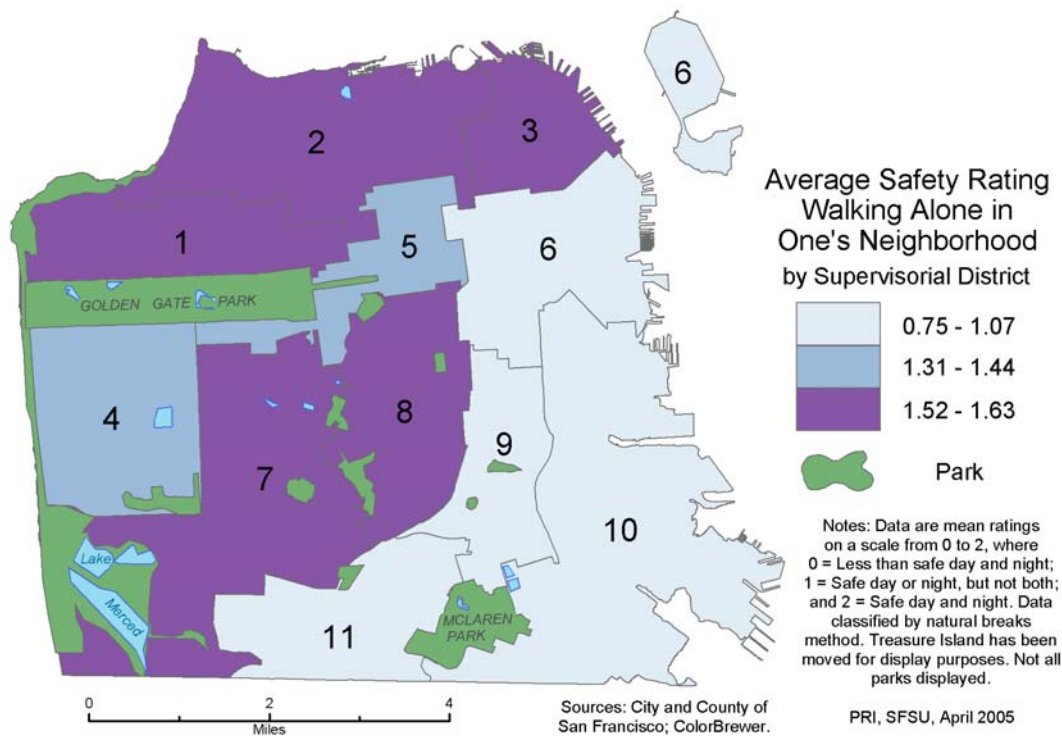 6
2
3
1
5
6
GOLDEN GATE PARK
4
8
9
7
10
Lake
Merced
MCLAREN
PARK
11
0 2 4
Miles
Sources: City and County of
San Francisco; ColorBrewer.
Average Safety Rating
Walking Alone in
One's Neighborhood
by Supervisorial District
0.75 - 1.07
1.31 - 1.44
1.52 - 1.63
Park
Notes: Data are mean ratings
on a scale from 0 to 2, where
0 = Less than safe day and night;
1 = Safe day or night, but not both;
and 2 = Safe day and night. Data
classified by natural breaks
method. Treasure Island has been
moved for display purposes. Not all
parks displayed.
PRI, SFSU, April 2005